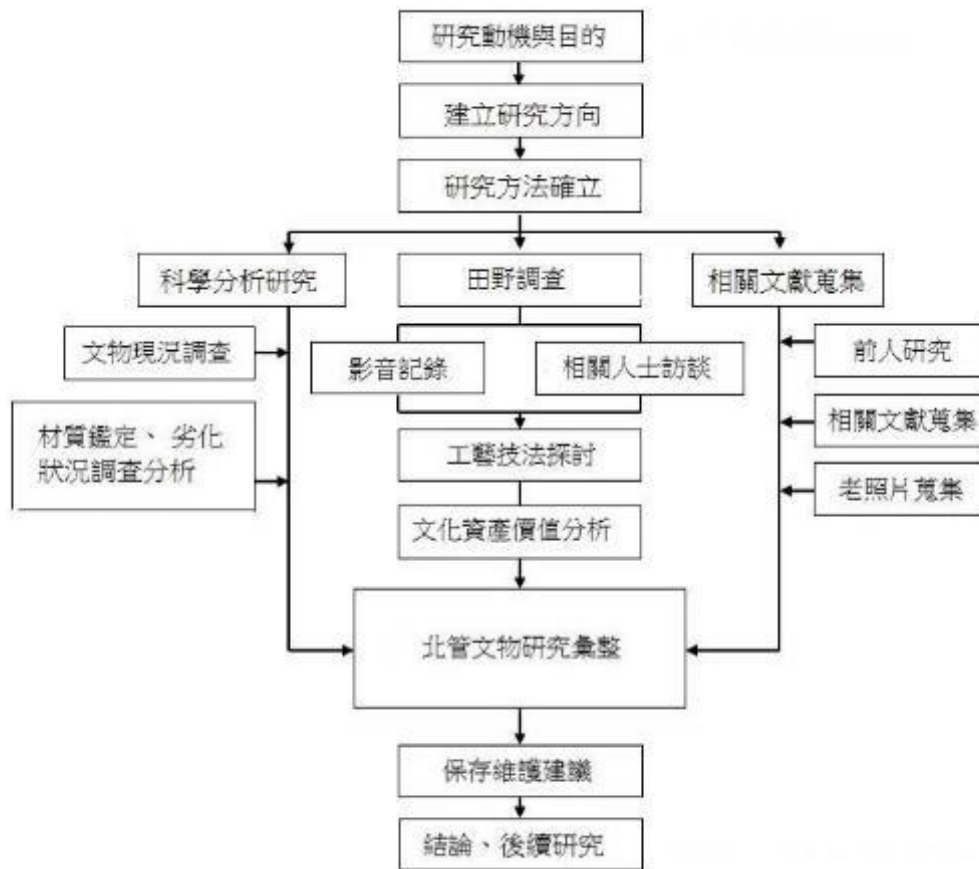 研究動機與目的
建立研究方向
研究方法確立
科學分析研究
田野調查
相關文獻蒐集
文物現況調查
影音記錄
相關人士訪談
前人研究
材質鑑定、劣化
狀況調查分析
工藝技法探討
相關文獻蒐集
老照片蒐集
文化資產價值分析
北管文物研究彙整
保存維護建議
結論、後續研究